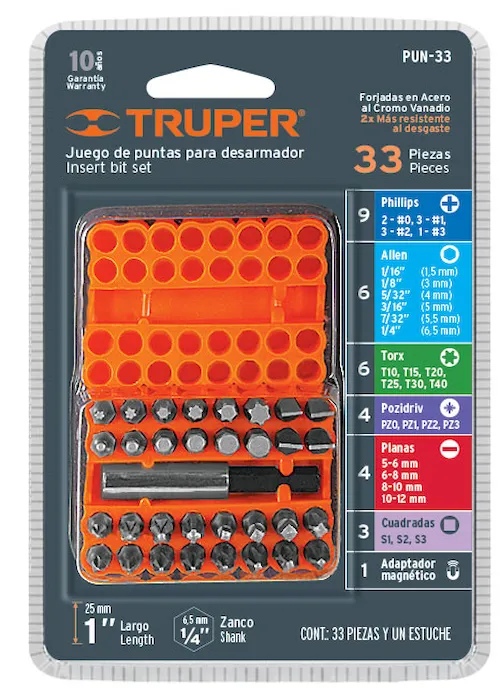 10 años
Garantía
Warranty
PUN-33
Forjadas en Acero
al Cromo Vanadio
2x Más resistente
al desgaste
TRUPER®
Juego de puntas para desarmador
Insert bit set
33 Piezas
Pieces
9
Phillips
2 - #0, 3 - #1,
3 - #2, 1 - #3
6
Allen
1/16" (1,5 mm)
1/8" (3 mm)
5/32" (4 mm)
3/16" (5 mm)
7/32" (5,5 mm)
1/4" (6,5 mm)
6
Torx
T10, T15, T20,
T25, T30, T40
4
Pozidriv
PZ0, PZ1, PZ2, PZ3
4
Planas
5-6 mm
6-8 mm
8-10 mm
10-12 mm
3
Cuadradas
S1, S2, S3
1
Adaptador
magnético
25 mm
1" Largo
Length
6,5 mm
1/4" Zanco
Shank
CONT.: 33 PIEZAS Y UN ESTUCHE